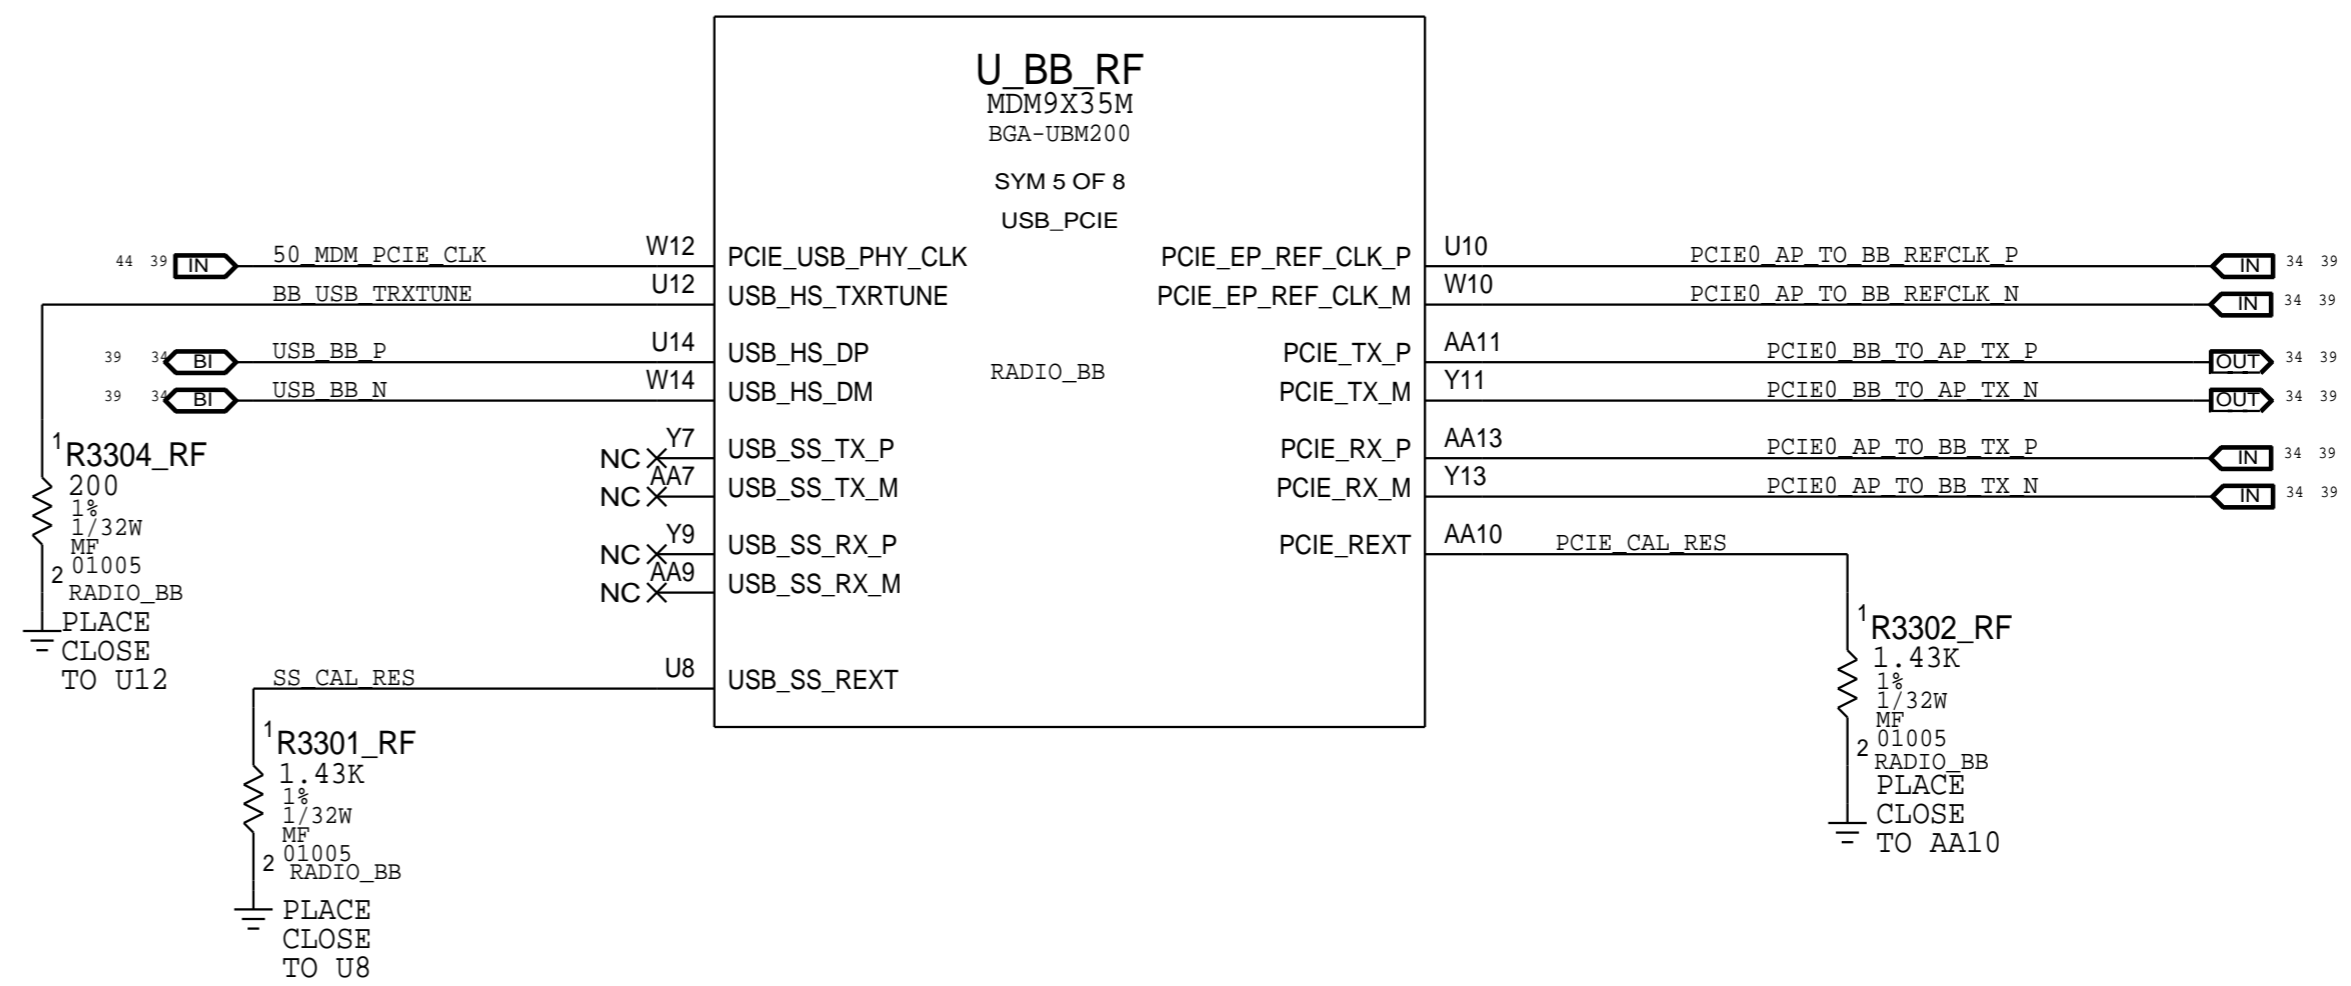 U_BB_RF
MDM9X35M
BGA-UBM200
SYM 5 OF 8
USB_PCIE
RADIO_BB
44 39 IN 50_MDM_PCIE_CLK W12 PCIE_USB_PHY_CLK
BB_USB_TRXTUNE U12 USB_HS_TXRTUNE
39 34 BI USB_BB_P U14 USB_HS_DP
39 34 BI USB_BB_N W14 USB_HS_DM
NC Y7 USB_SS_TX_P
NC AA7 USB_SS_TX_M
NC Y9 USB_SS_RX_P
NC AA9 USB_SS_RX_M
SS_CAL_RES U8 USB_SS_REXT
PCIE_EP_REF_CLK_P U10 PCIE0_AP_TO_BB_REFCLK_P IN 34 39
PCIE_EP_REF_CLK_M W10 PCIE0_AP_TO_BB_REFCLK_N IN 34 39
PCIE_TX_P AA11 PCIE0_BB_TO_AP_TX_P OUT 34 39
PCIE_TX_M Y11 PCIE0_BB_TO_AP_TX_N OUT 34 39
PCIE_RX_P AA13 PCIE0_AP_TO_BB_TX_P IN 34 39
PCIE_RX_M Y13 PCIE0_AP_TO_BB_TX_N IN 34 39
PCIE_REXT AA10 PCIE_CAL_RES
1
R3304_RF
200
1%
1/32W
MF
01005
2
RADIO_BB
PLACE
CLOSE
TO U12
1
R3301_RF
1.43K
1%
1/32W
MF
01005
2
RADIO_BB
PLACE
CLOSE
TO U8
1
R3302_RF
1.43K
1%
1/32W
MF
01005
2
RADIO_BB
PLACE
CLOSE
TO AA10